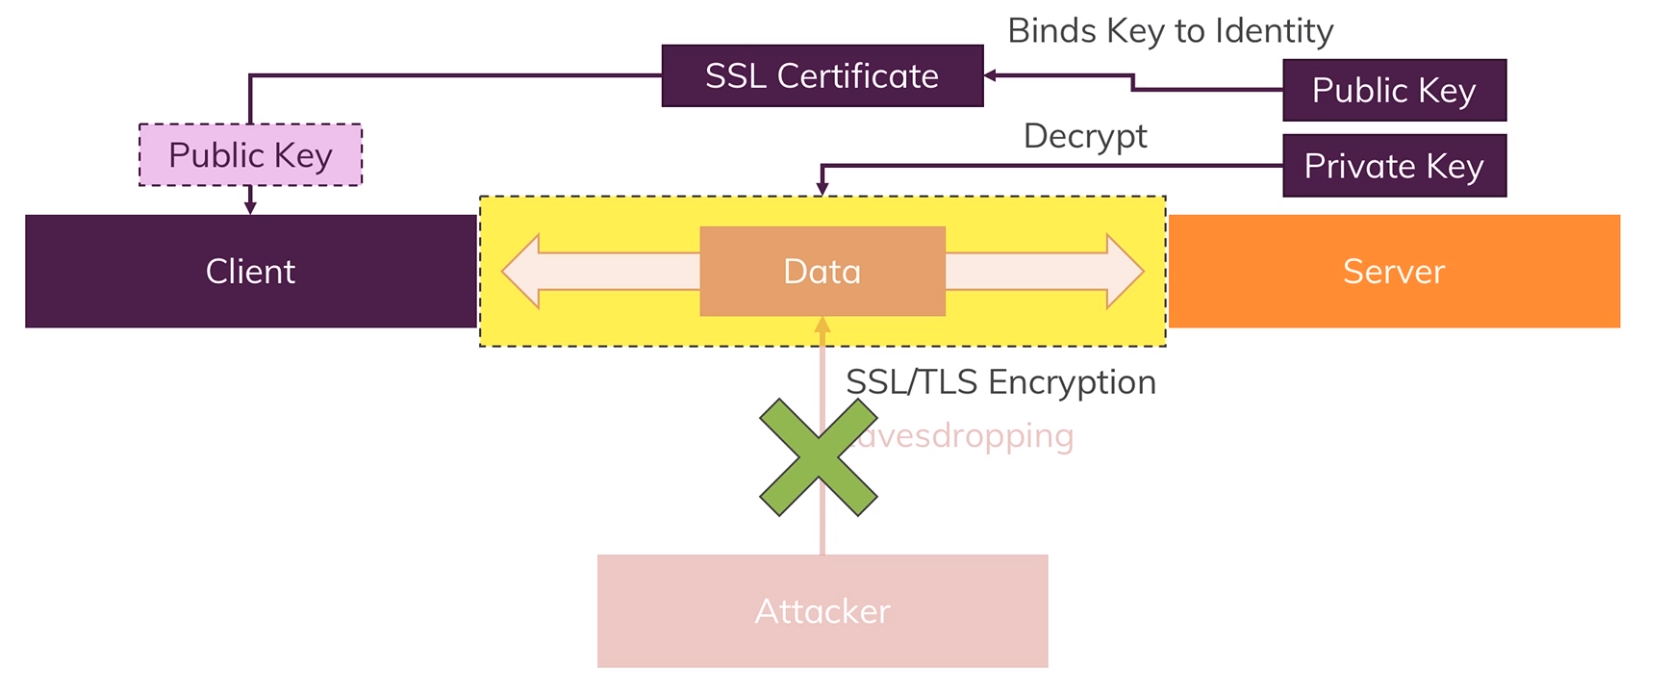 Binds Key to Identity
SSL Certificate
Public Key
Decrypt
Public Key
Private Key
Client
Data
Server
SSL/TLS Encryption
avesdropping
Attacker